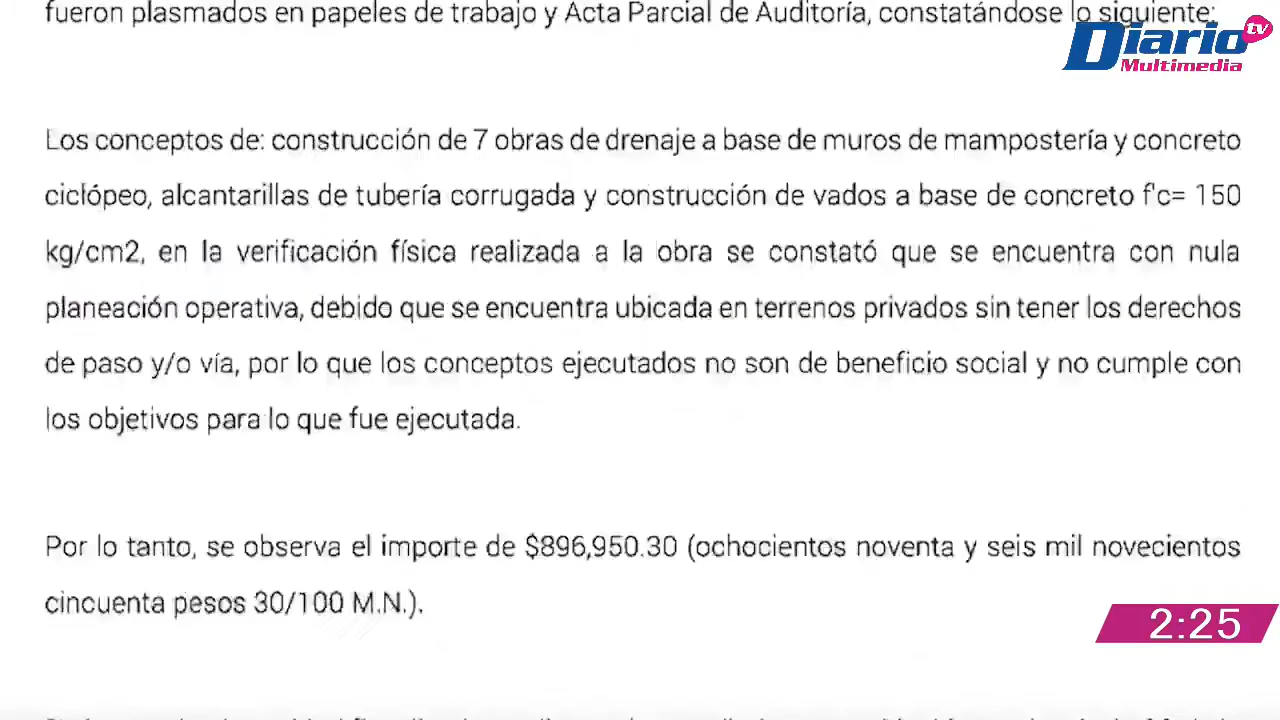 fueron plasmados en papeles de trabajo y Acta Parcial de Auditoría, constatándose lo siguiente:
Diario tv
Multimedia
Los conceptos de: construcción de 7 obras de drenaje a base de muros de mampostería y concreto
ciclópeo, alcantarillas de tubería corrugada y construcción de vados a base de concreto f'c= 150
kg/cm2, en la verificación física realizada a la obra se constató que se encuentra con nula
planeación operativa, debido que se encuentra ubicada en terrenos privados sin tener los derechos
de paso y/o vía, por lo que los conceptos ejecutados no son de beneficio social y no cumple con
los objetivos para lo que fue ejecutada.
Por lo tanto, se observa el importe de $896,950.30 (ochocientos noventa y seis mil novecientos
cincuenta pesos 30/100 M.N.).
2:25